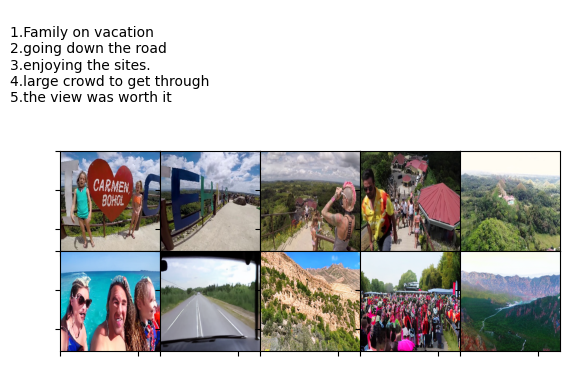 1.Family on vacation
2.going down the road
3.enjoying the sites.
4.large crowd to get through
5.the view was worth it
I
CARMEN,
BOHOL